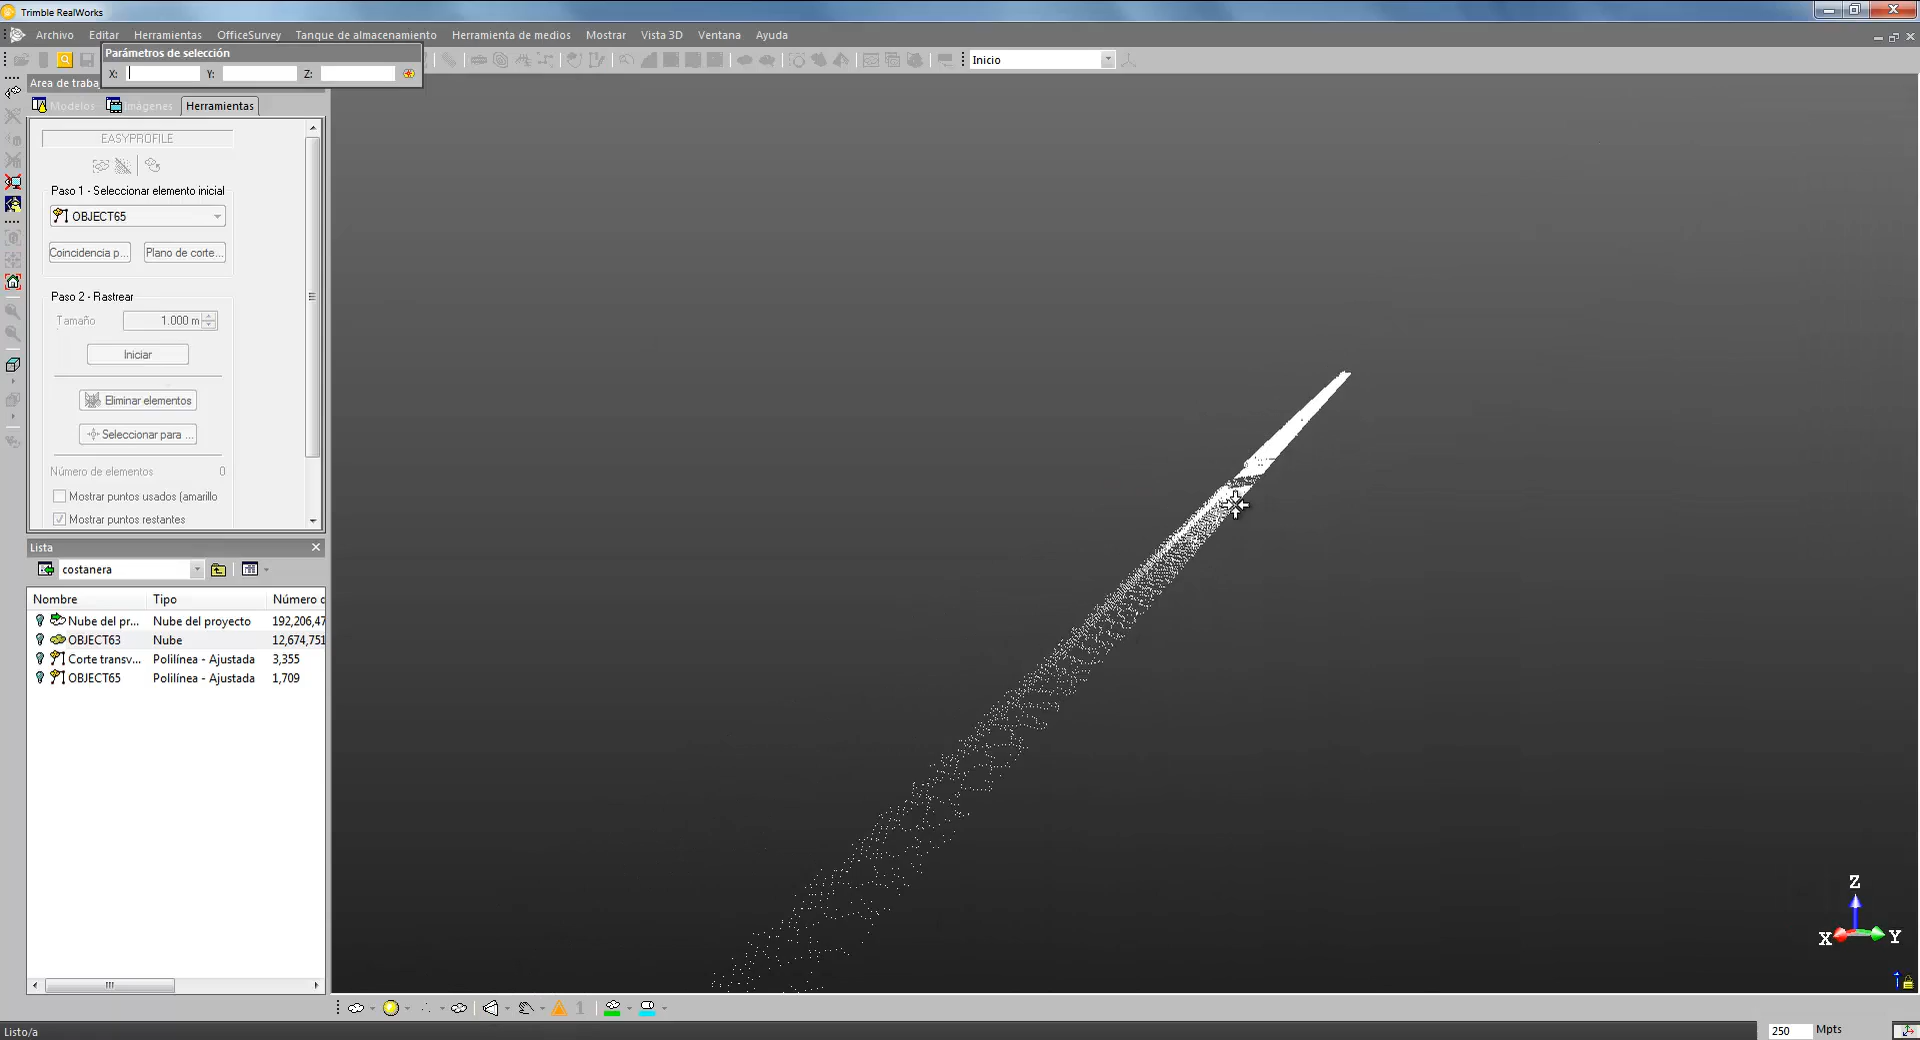 Trimble RealWorks
Archivo Editar Herramientas OfficeSurvey Tanque de almacenamiento Herramienta de medios Mostrar Vista 3D Ventana Ayuda
Parámetros de selección
X: Y: Z:
Inicio
Area de traba
Modelos Imágenes Herramientas
EASYPROFILE
Paso 1 - Seleccionar elemento inicial
OBJECT65
Coincidencia p... Plano de corte...
Paso 2 - Rastrear
Tamaño 1.000 m
Iniciar
Eliminar elementos
Seleccionar para ...
Número de elementos 0
Mostrar puntos usados (amarillo
Mostrar puntos restantes
Lista
costanera
Nombre Tipo Número d
Nube del pr... Nube del proyecto 192,206,47
OBJECT63 Nube 12,674,751
Corte transv... Polilínea - Ajustada 3,355
OBJECT65 Polilínea - Ajustada 1,709
Z
X Y
1
Listo/a
250 Mpts